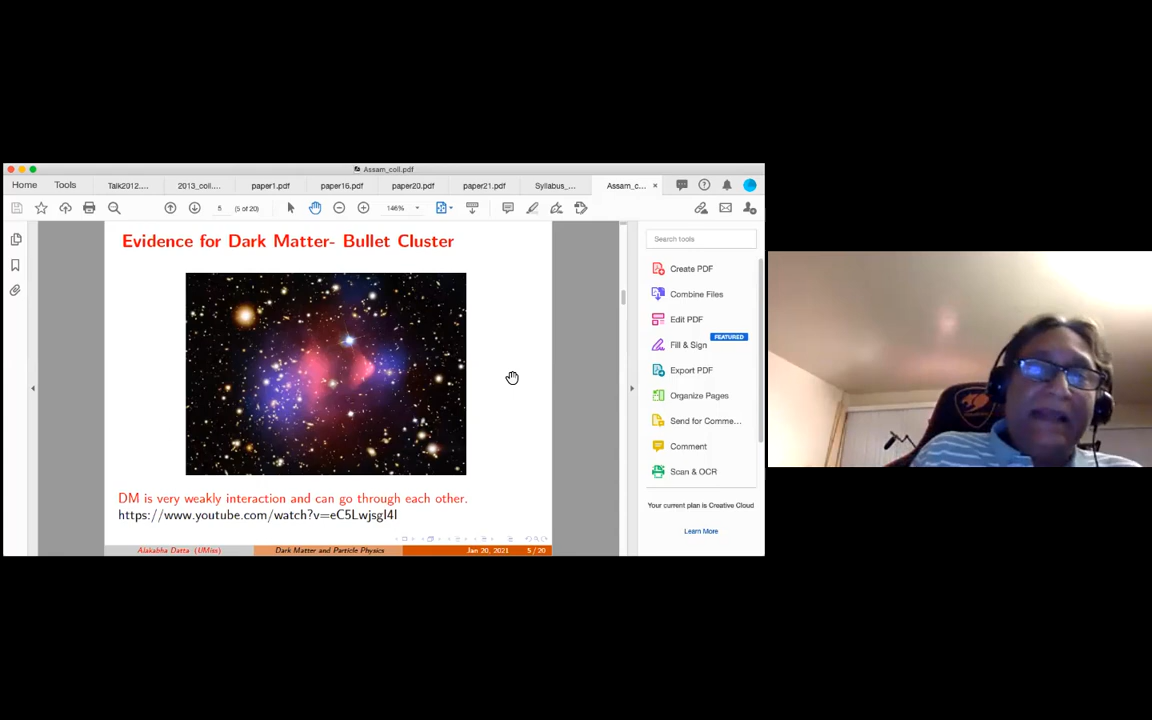 Assam_coll.pdf
Home Tools Talk2012.... 2013_coll.... paper1.pdf paper16.pdf paper20.pdf paper21.pdf Syllabus_... Assam_c... ×
5 (5 of 20) 146%
Evidence for Dark Matter- Bullet Cluster
DM is very weakly interaction and can go through each other.
https://www.youtube.com/watch?v=eC5LwjsgI4I
Alakabha Datta (UMiss) Dark Matter and Particle Physics Jan 20, 2021 5 / 20
Search tools
Create PDF
Combine Files
Edit PDF
FEATURED
Fill & Sign
Export PDF
Organize Pages
Send for Comme...
Comment
Scan & OCR
Your current plan is Creative Cloud
Learn More